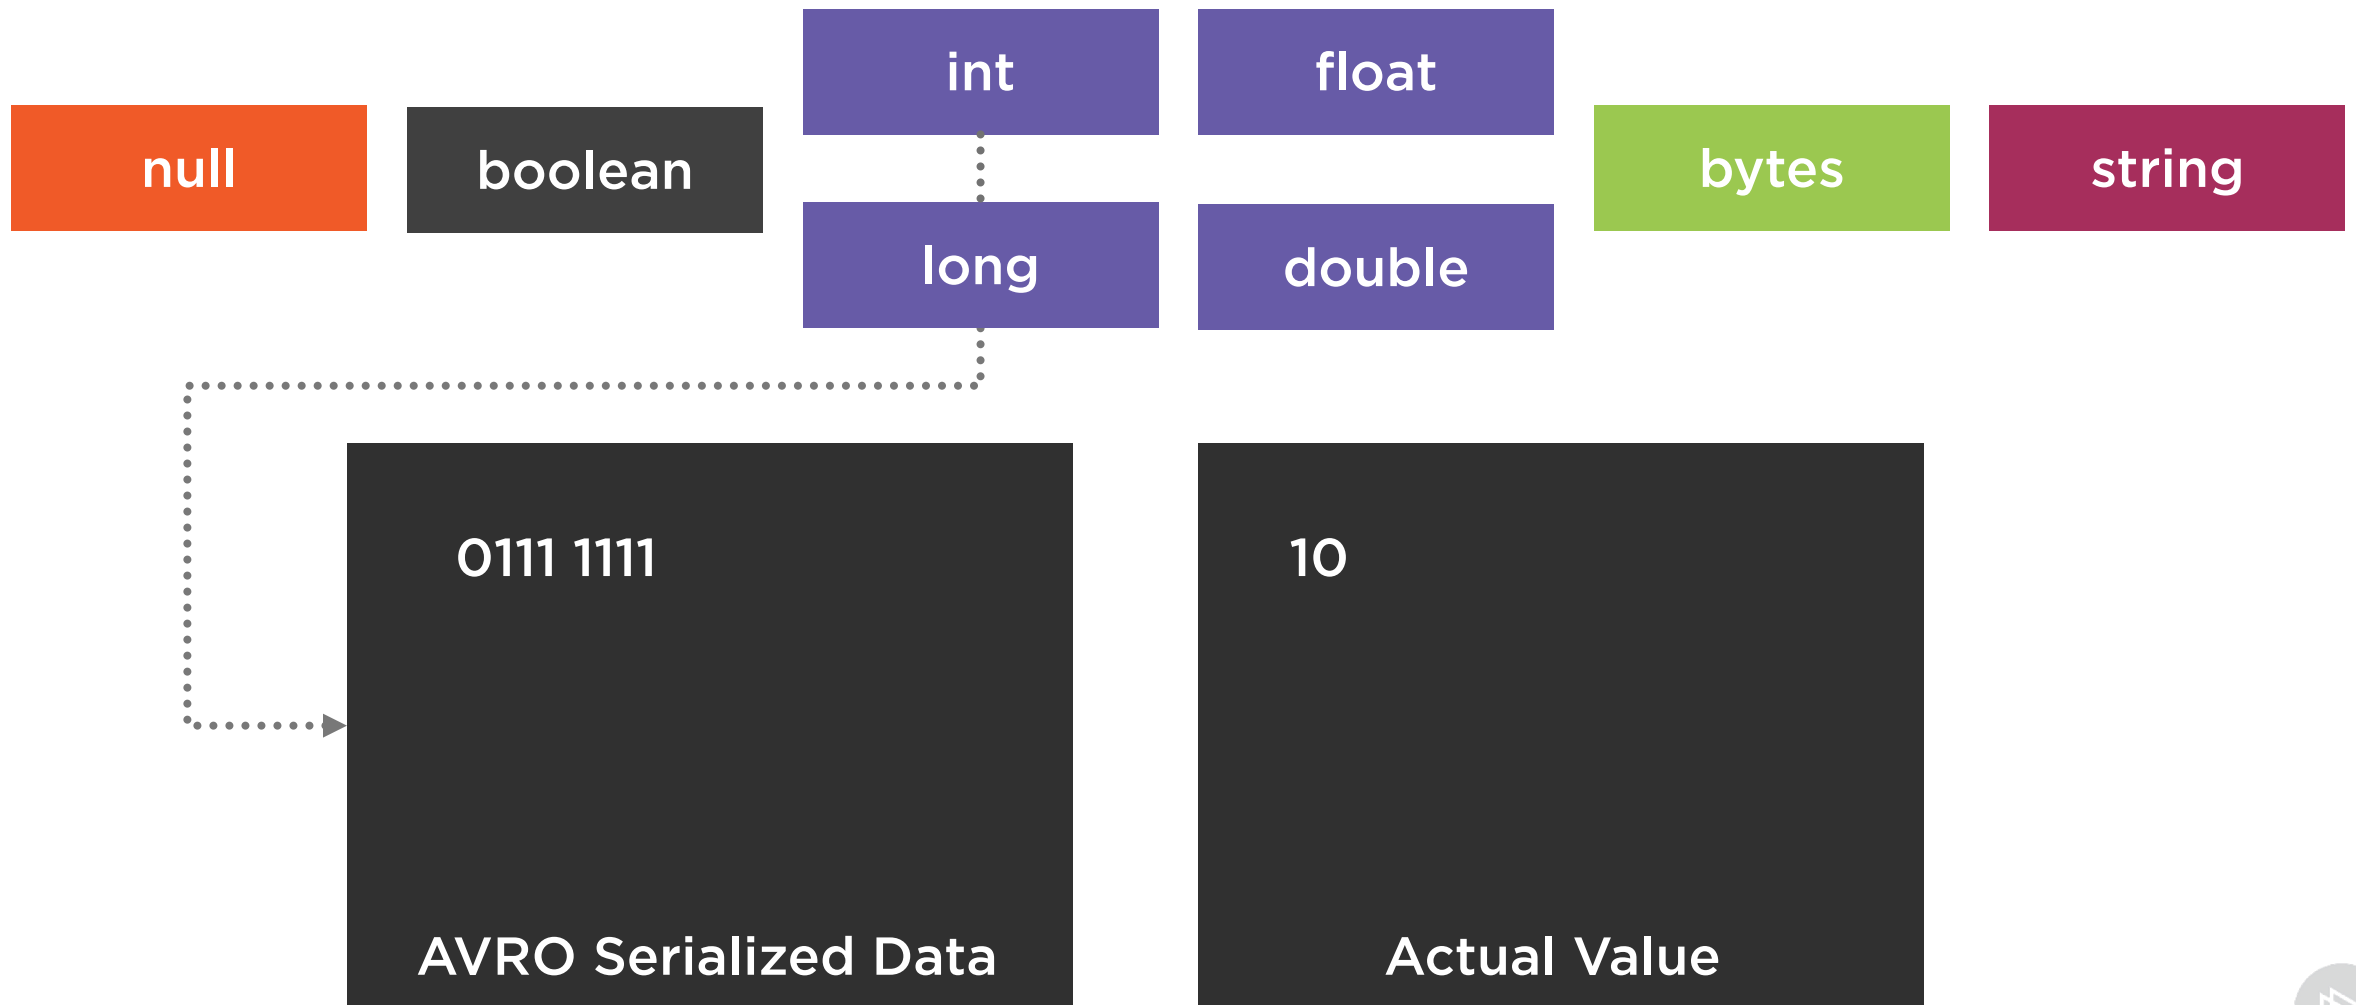 null
boolean
int
float
long
double
bytes
string
0111 1111
10
AVRO Serialized Data
Actual Value